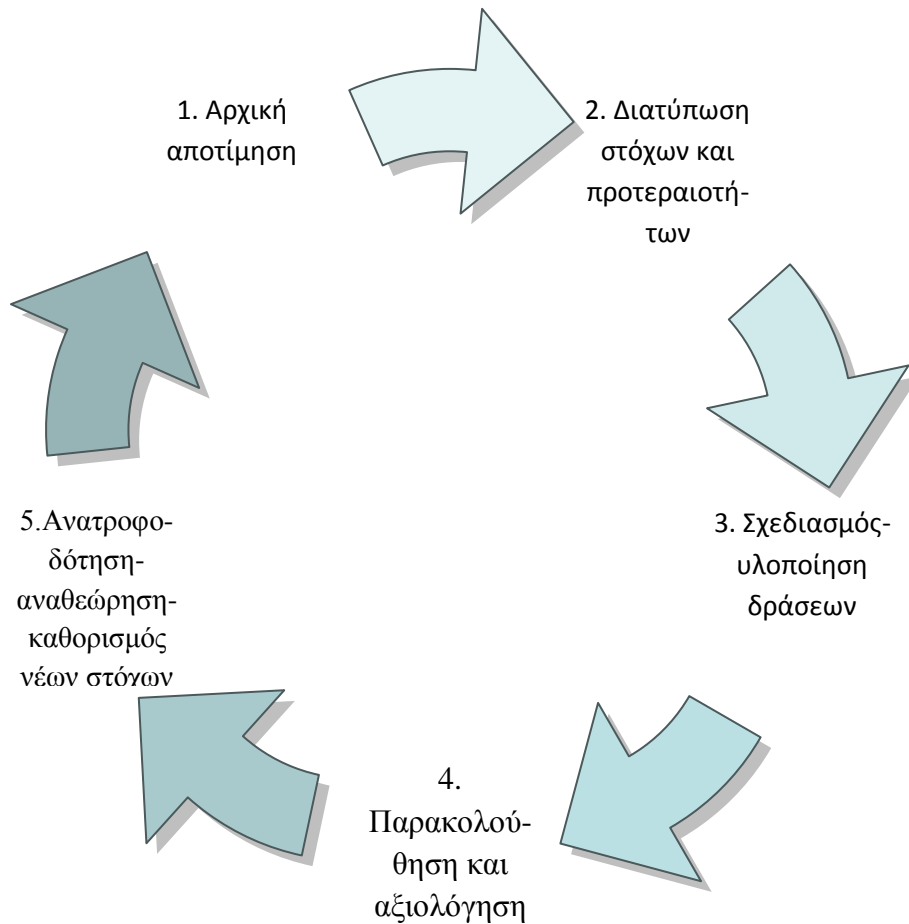 1. Αρχική
αποτίμηση
2. Διατύπωση
στόχων και
προτεραιοτή-
των
3. Σχεδιασμός-
υλοποίηση
δράσεων
4.
Παρακολού-
θηση και
αξιολόγηση
5.Ανατροφο-
δότηση-
αναθεώρηση-
καθορισμός
νέων στόχων